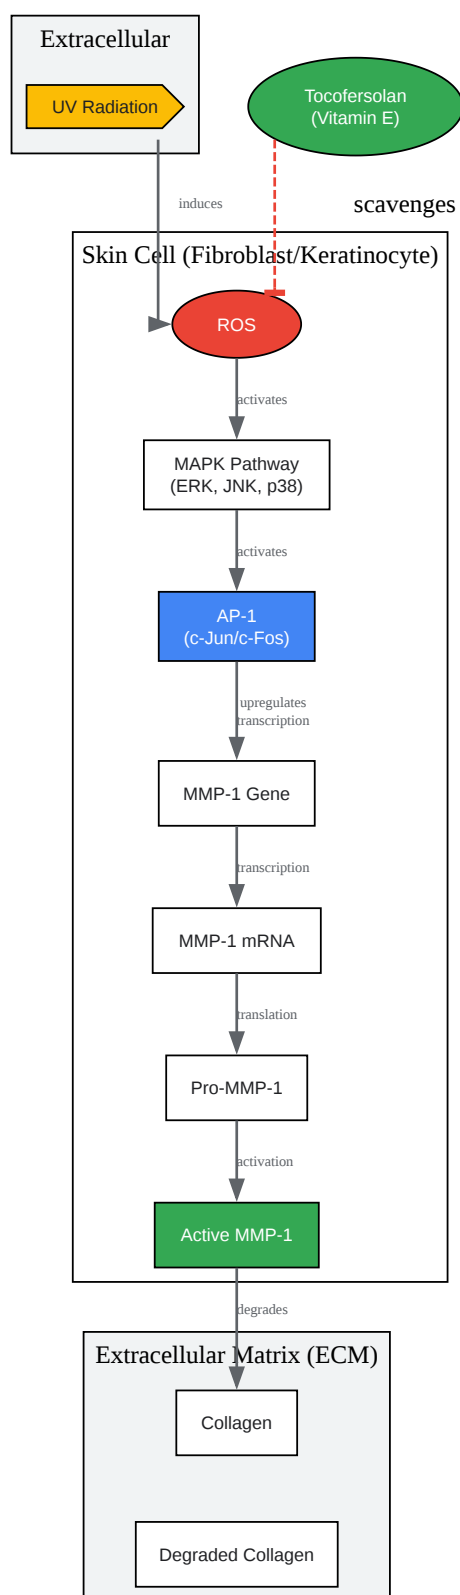 Extracellular
UV Radiation
Tocofersolan
(Vitamin E)
induces
scavenges
Skin Cell (Fibroblast/Keratinocyte)
ROS
activates
MAPK Pathway
(ERK, JNK, p38)
activates
AP-1
(c-Jun/c-Fos)
upregulates
transcription
MMP-1 Gene
transcription
MMP-1 mRNA
translation
Pro-MMP-1
activation
Active MMP-1
degrades
Extracellular Matrix (ECM)
Collagen
Degraded Collagen